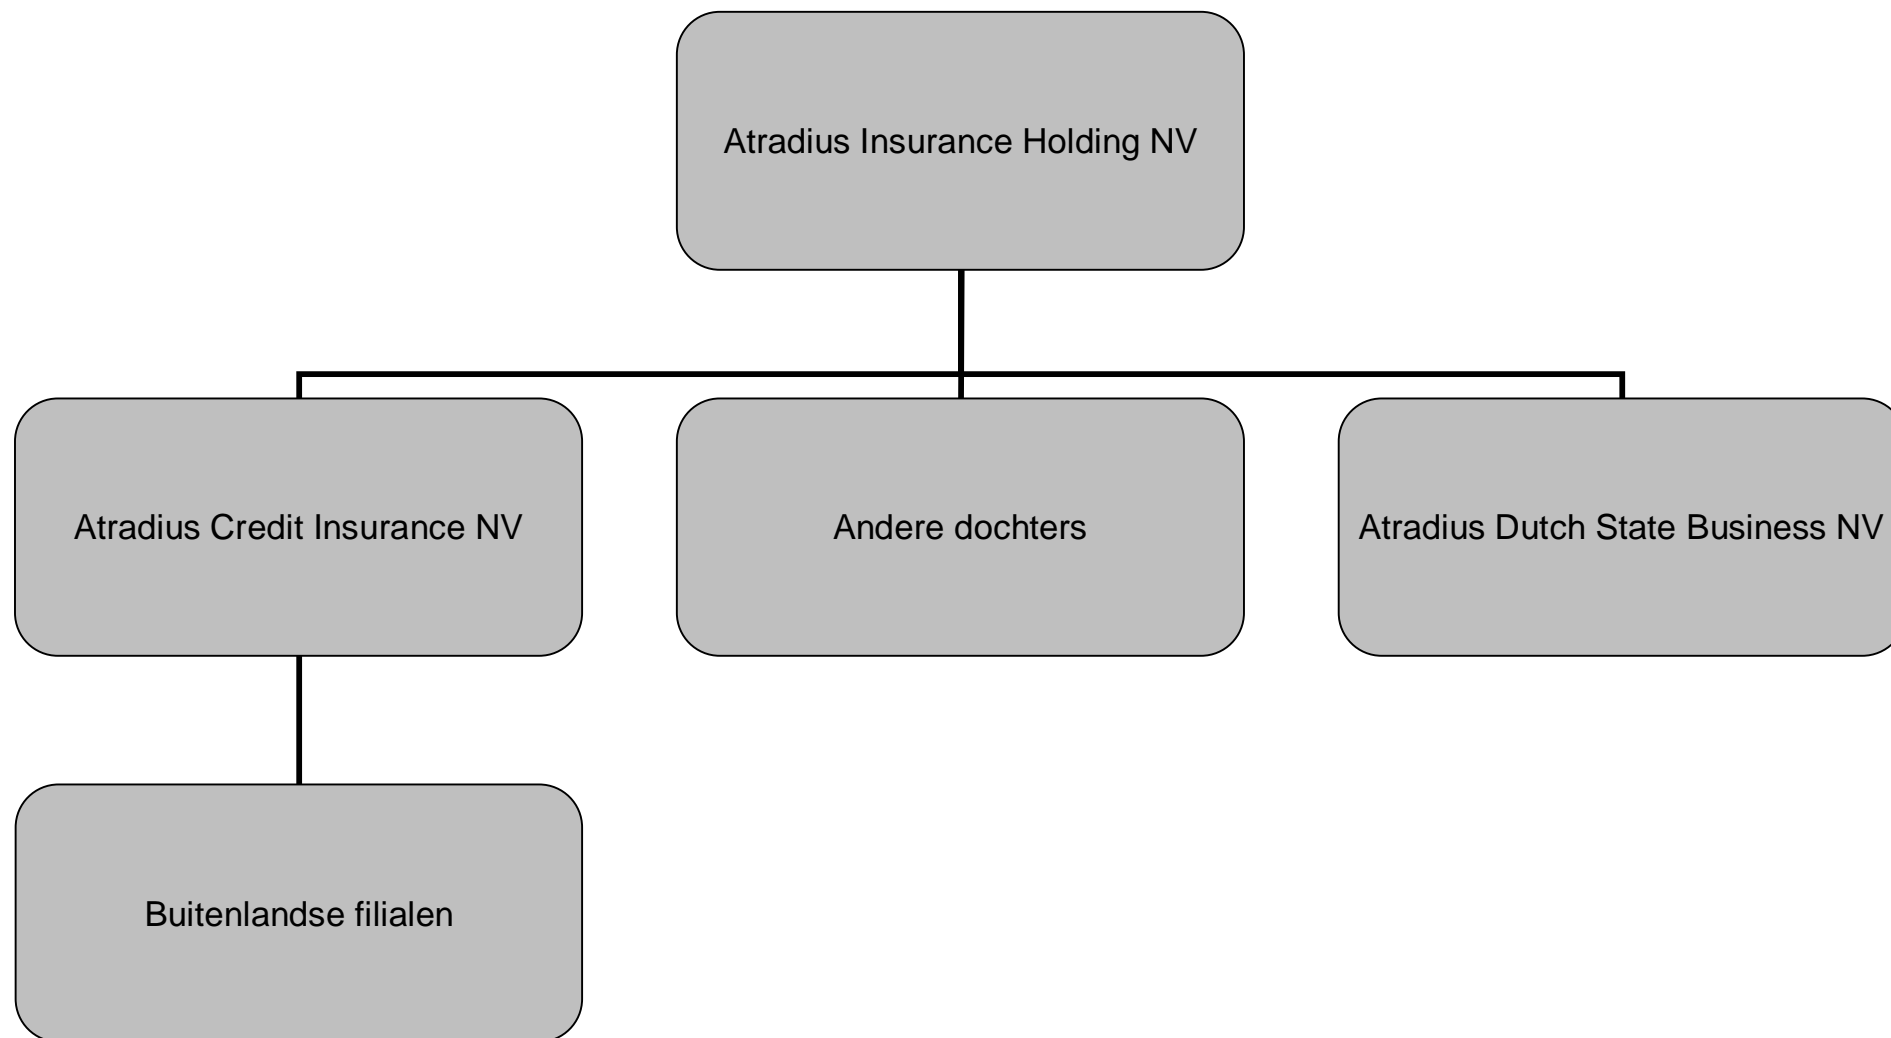 Atradius Insurance Holding NV
Atradius Credit Insurance NV
Andere dochters
Atradius Dutch State Business NV
Buitenlandse filialen